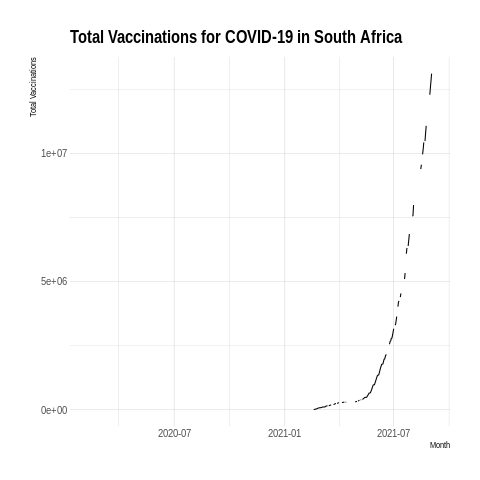 Total Vaccinations for COVID-19 in South Africa
Total Vaccinations
1e+07
5e+06
0e+00
2020-07 2021-01 2021-07
Month